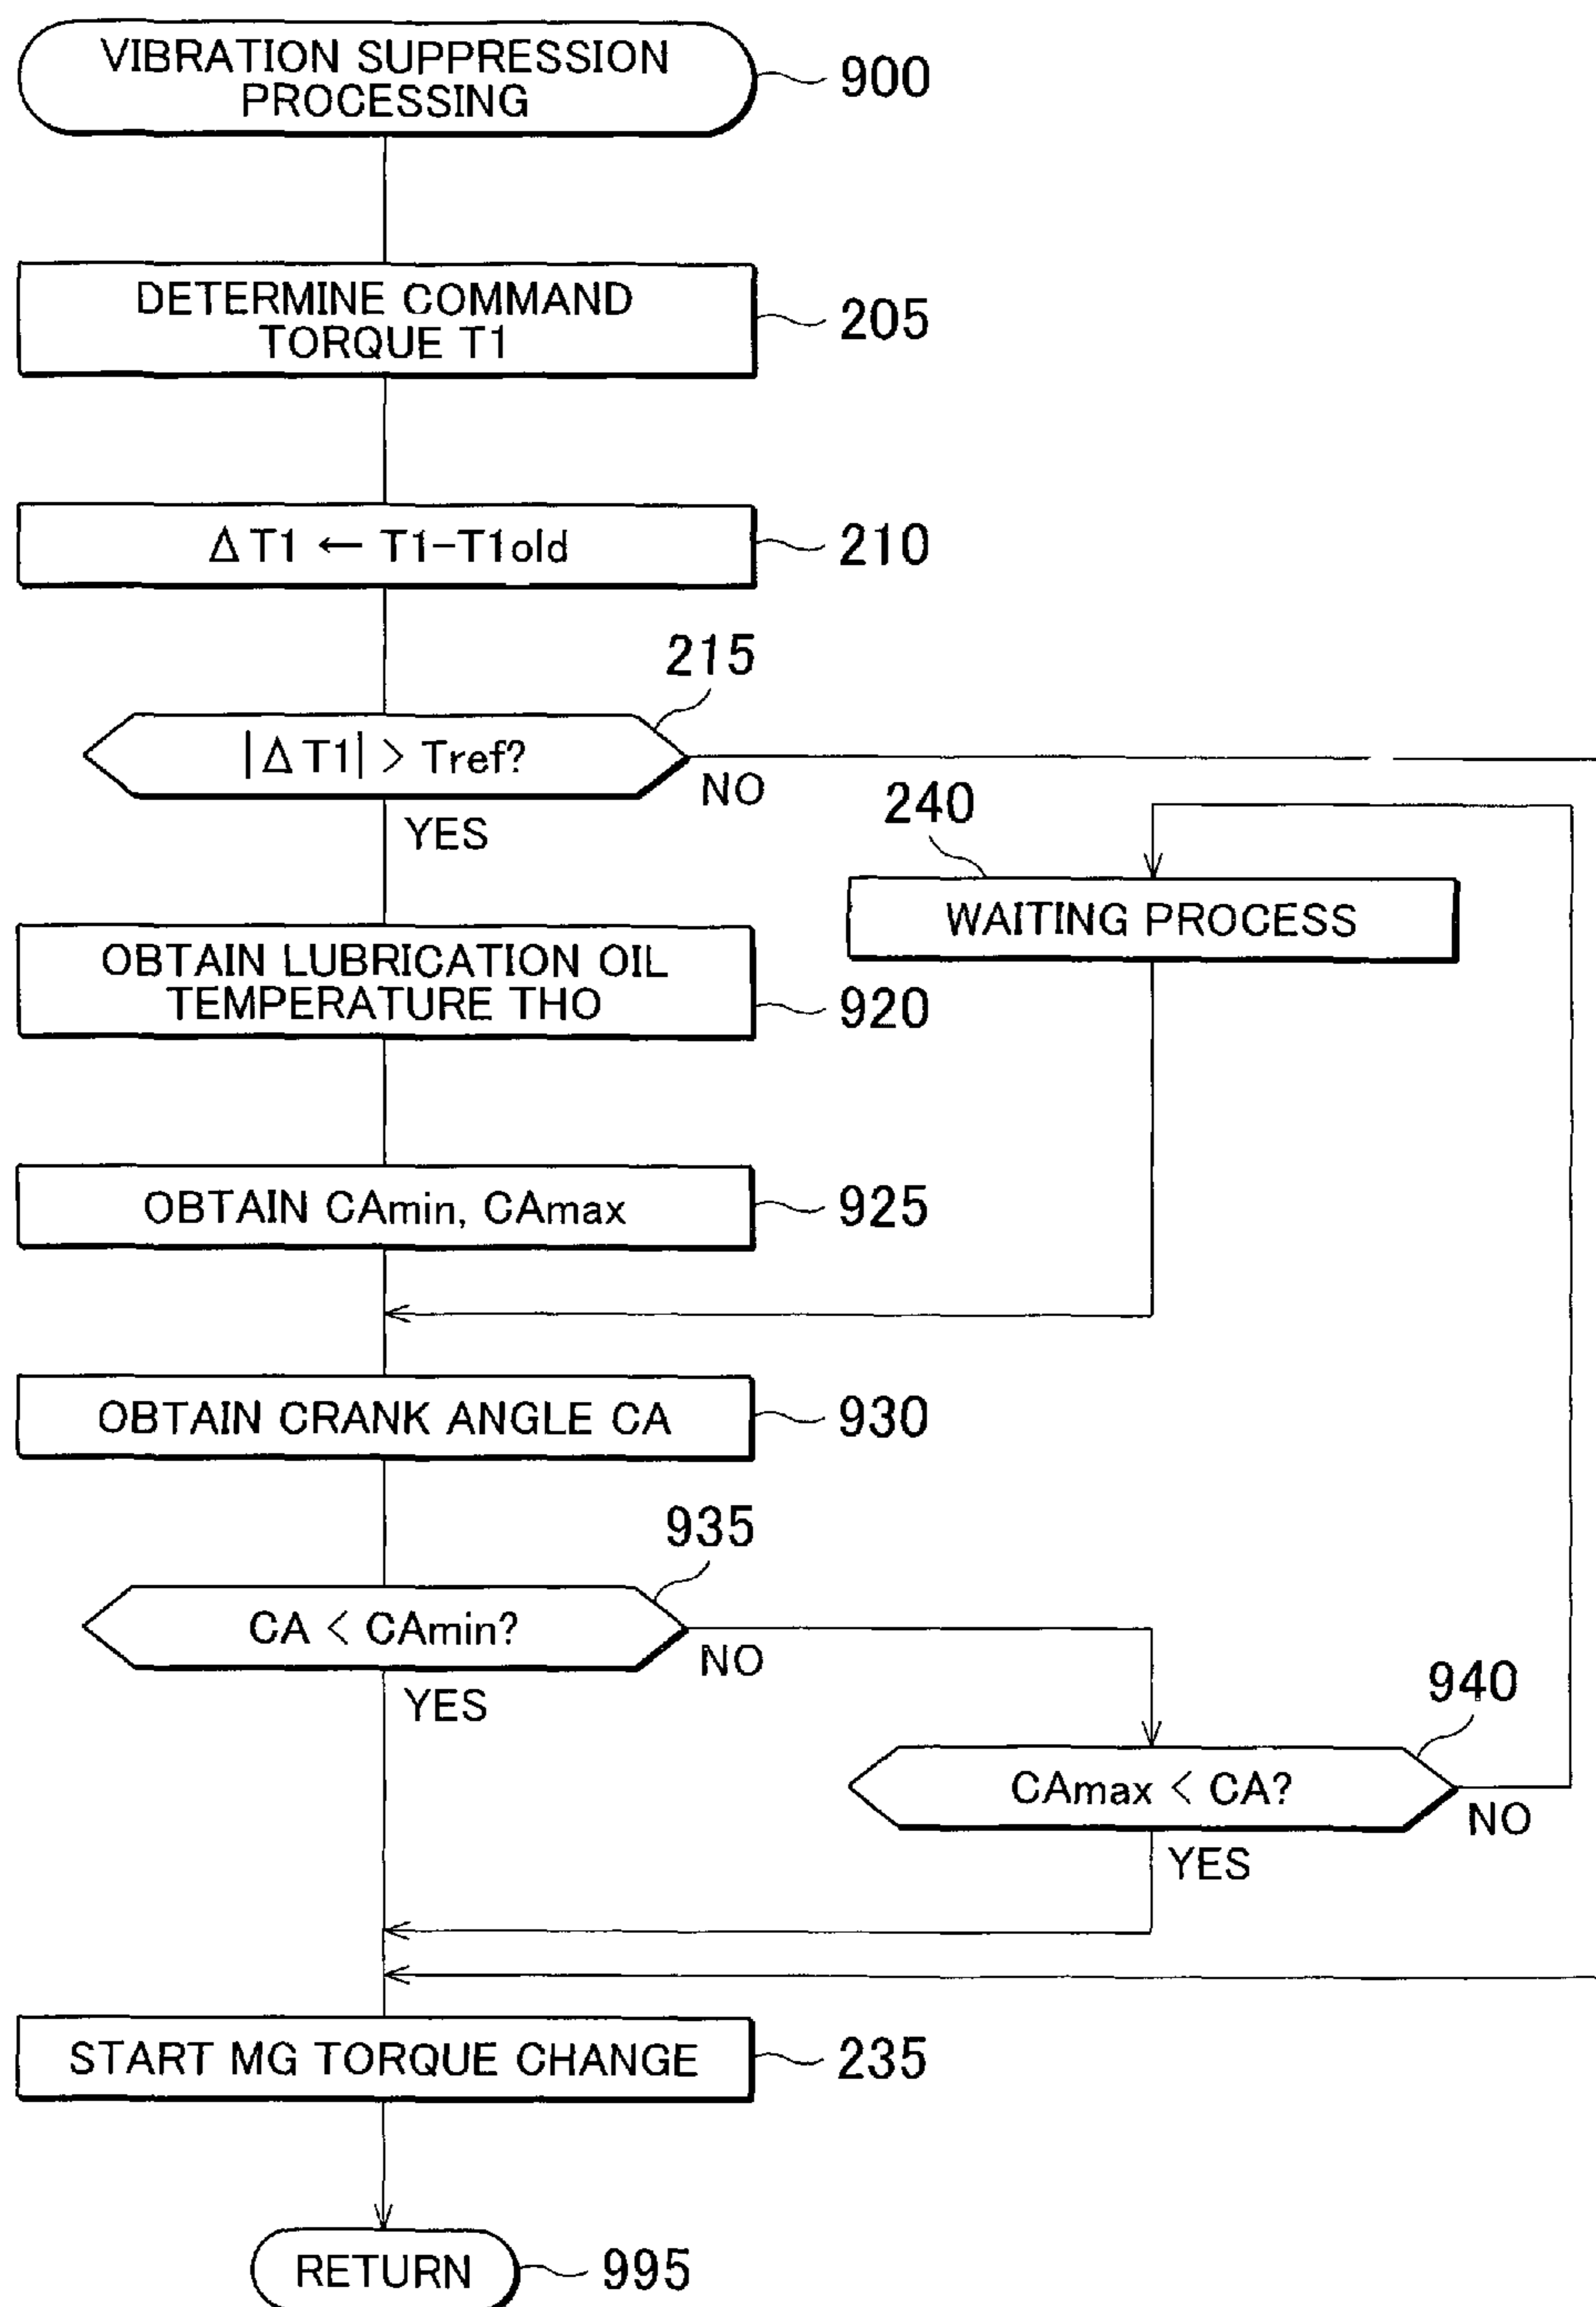 VIBRATION SUPPRESSION
PROCESSING
900
DETERMINE COMMAND
TORQUE T1
205
ΔT1 ← T1-T1old
210
215
|ΔT1| > Tref?
NO
YES
240
WAITING PROCESS
OBTAIN LUBRICATION OIL
TEMPERATURE THO
920
OBTAIN CAmin, CAmax
925
OBTAIN CRANK ANGLE CA
930
935
CA < CAmin?
NO
YES
940
CAmax < CA?
NO
YES
START MG TORQUE CHANGE
235
RETURN
995